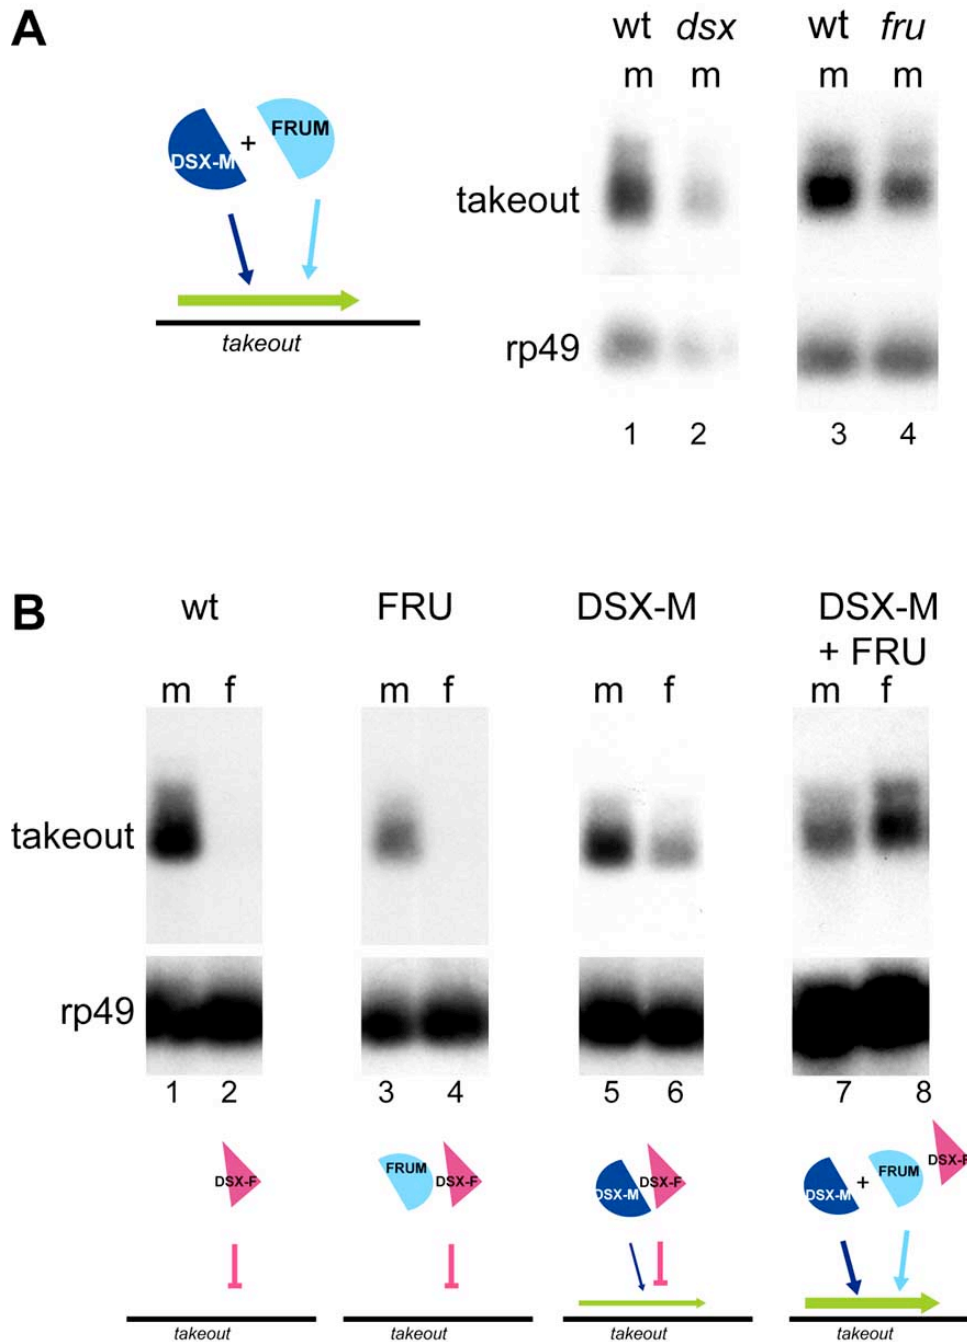 A
wt dsx wt fru
m m m m
DSX-M + FRUM
takeout
rp49
takeout
1 2 3 4
B
wt FRU DSX-M DSX-M
+ FRU
m f m f m f m f
takeout
rp49
1 2 3 4 5 6 7 8
DSX-F FRUM DSX-F DSX-M DSX-F DSX-M + FRUM DSX-F
takeout takeout takeout takeout